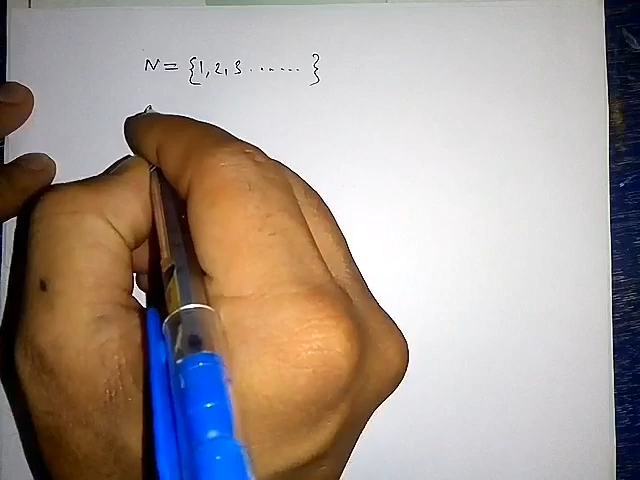 N = {1, 2, 3 .......}